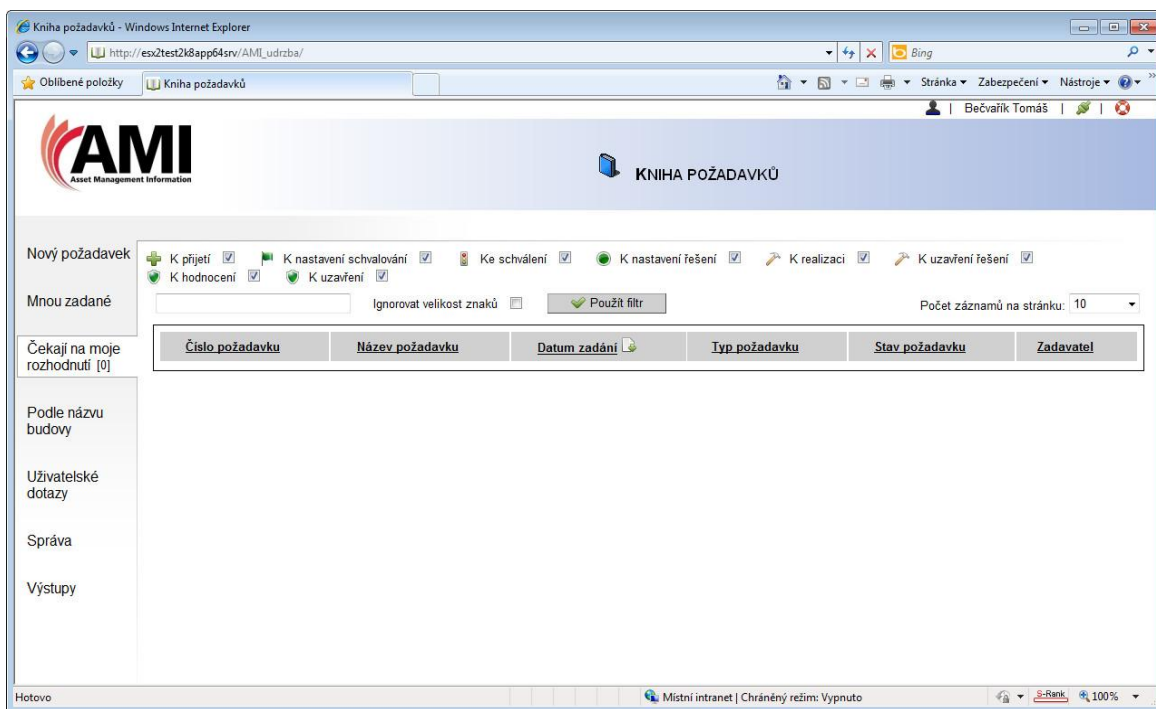 Kniha požadavků - Windows Internet Explorer
http://esx2test2k8app64srv/AMI_udrzba/
Bing
Oblíbené položky
Kniha požadavků
Stránka
Zabezpečení
Nástroje
Bečvařík Tomáš
AMI
Asset Management Information
KNIHA POŽADAVKŮ
Nový požadavek
Mnou zadané
Čekají na moje
rozhodnutí [0]
Podle názvu
budovy
Uživatelské
dotazy
Správa
Výstupy
K přijetí K nastavení schvalování Ke schválení K nastavení řešení K realizaci K uzavření řešení
K hodnocení K uzavření
Ignorovat velikost znaků Použít filtr Počet záznamů na stránku: 10
Číslo požadavku Název požadavku Datum zadání Typ požadavku Stav požadavku Zadavatel
Hotovo
Místní intranet | Chráněný režim: Vypnuto
S-Rank
100%